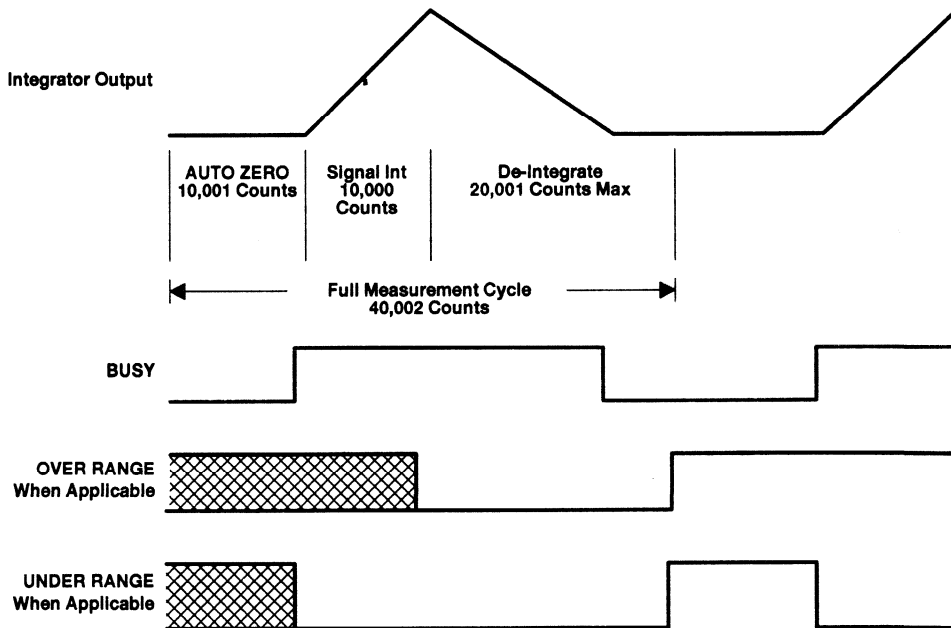 Integrator Output
AUTO ZERO
10,001 Counts
Signal Int
10,000
Counts
De-integrate
20,001 Counts Max
Full Measurement Cycle
40,002 Counts
BUSY
OVER RANGE
When Applicable
UNDER RANGE
When Applicable